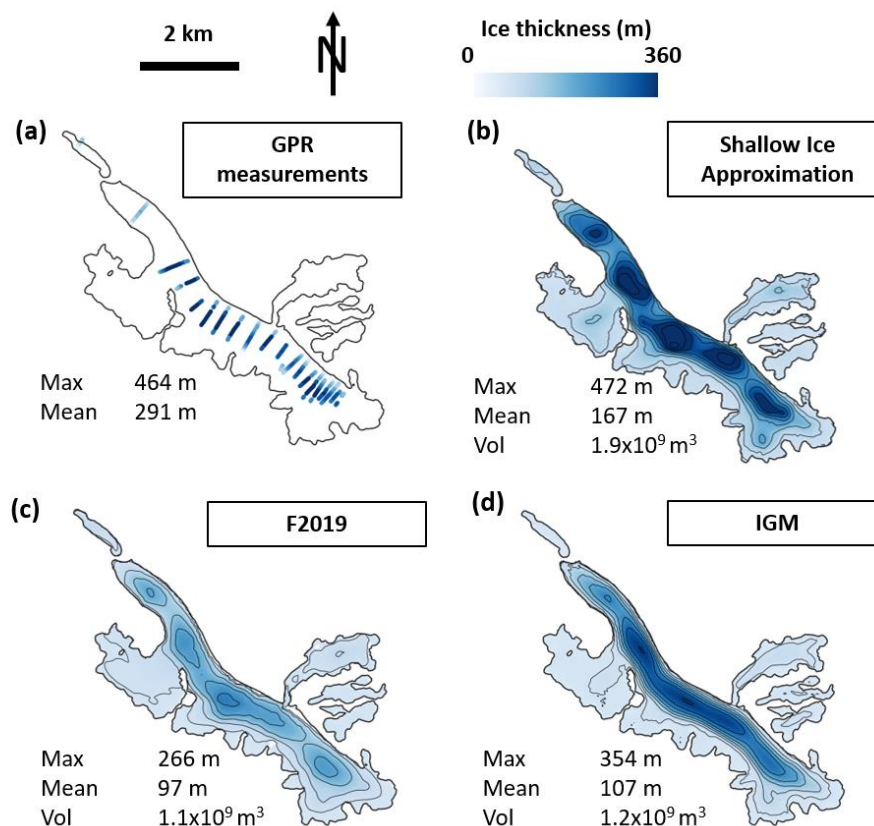 2 km
N
Ice thickness (m)
0 360
(a)
GPR
measurements
Max 464 m
Mean 291 m
(b)
Shallow Ice
Approximation
Max 472 m
Mean 167 m
Vol 1.9x10⁹ m³
(c)
F2019
Max 266 m
Mean 97 m
Vol 1.1x10⁹ m³
(d)
IGM
Max 354 m
Mean 107 m
Vol 1.2x10⁹ m³